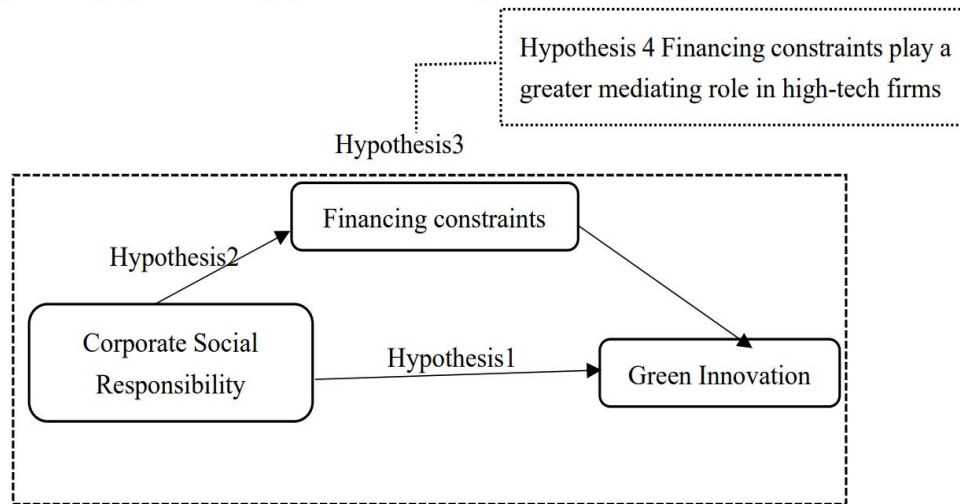 Hypothesis 4 Financing constraints play a
greater mediating role in high-tech firms
Hypothesis3
Financing constraints
Hypothesis2
Corporate Social
Responsibility
Hypothesis1
Green Innovation